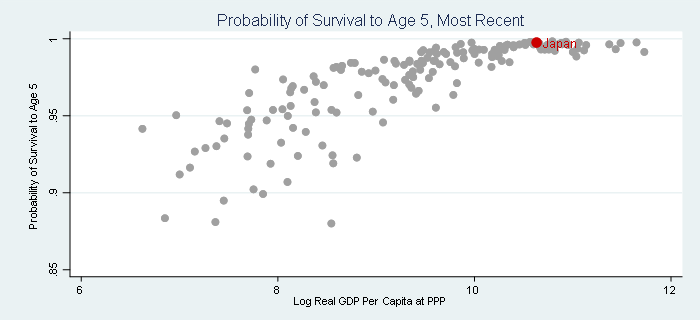 Probability of Survival to Age 5, Most Recent
1
.95
.9
.85
Probability of Survival to Age 5
Japan
6
8
10
12
Log Real GDP Per Capita at PPP